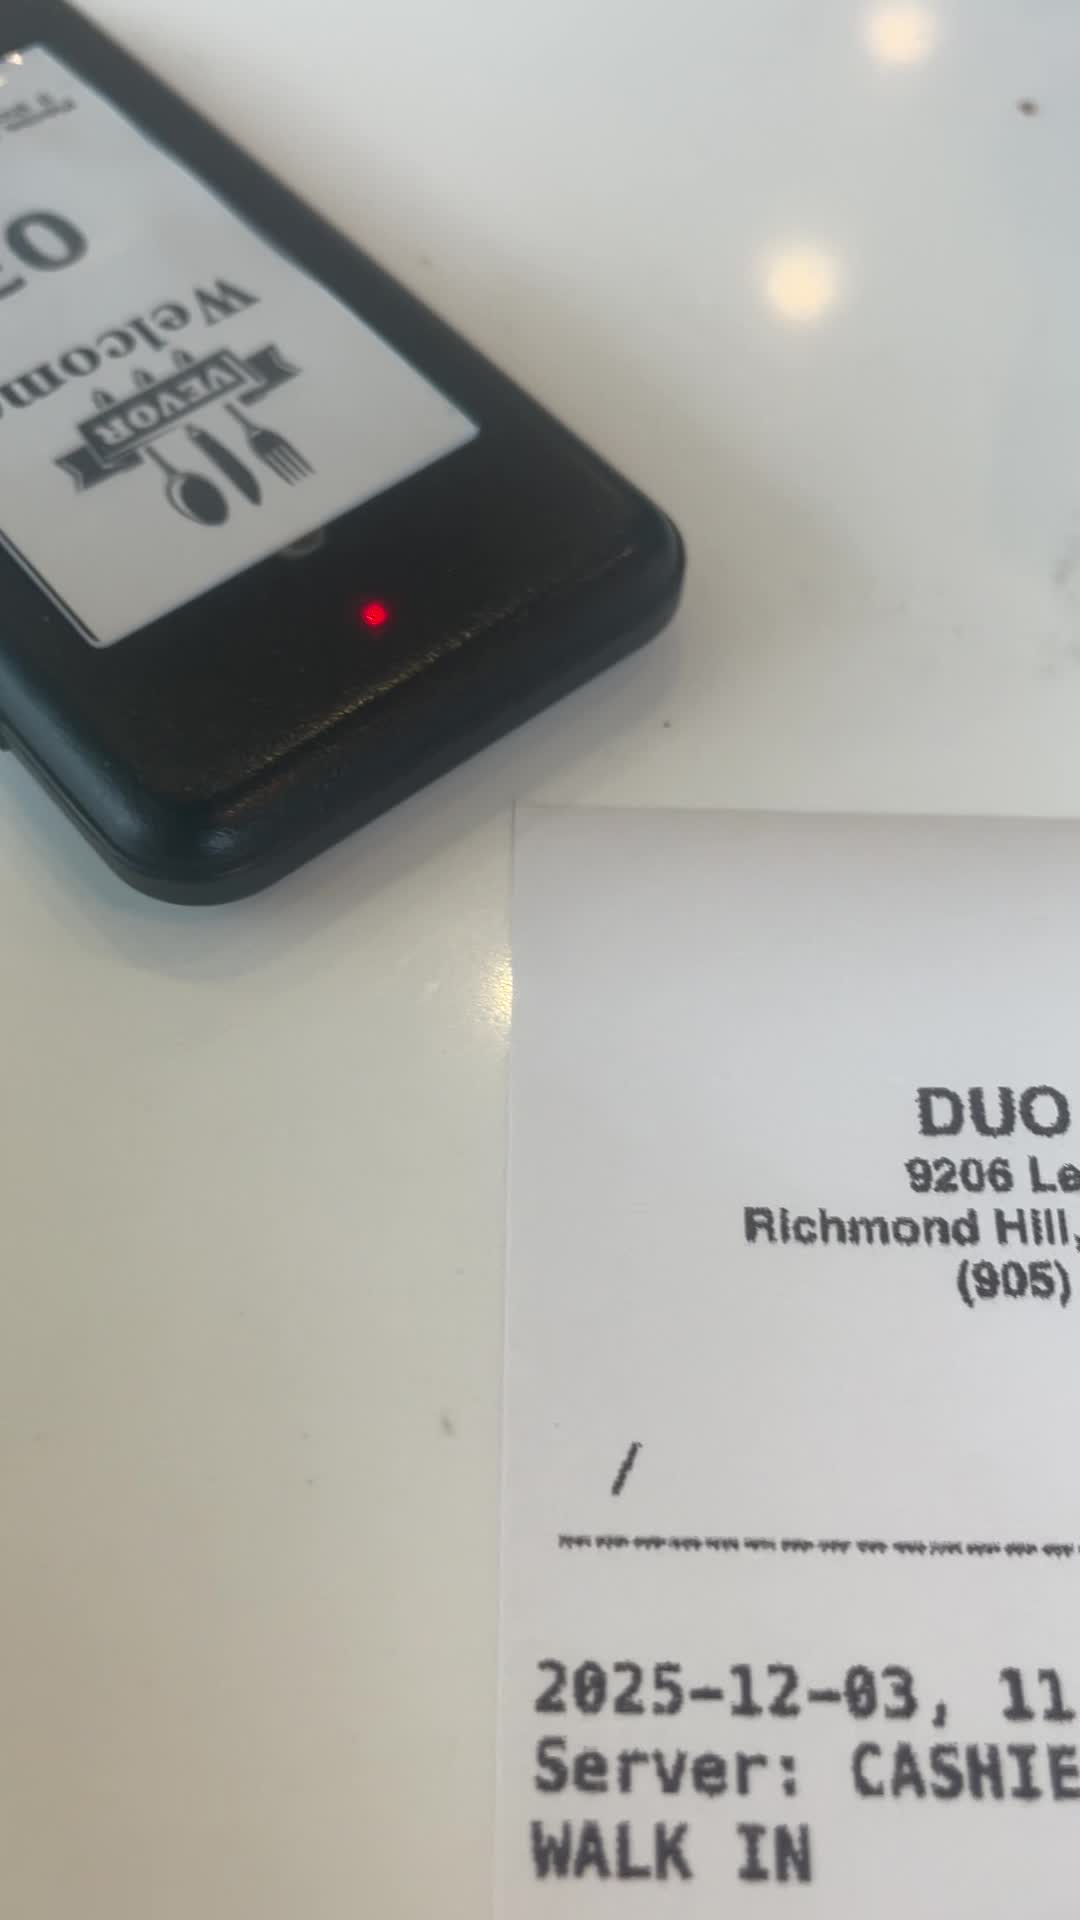 VEVOR
Welcom
DUO
9206 Le
Richmond Hill,
(905)
/
2025-12-03, 11
Server: CASHIE
WALK IN